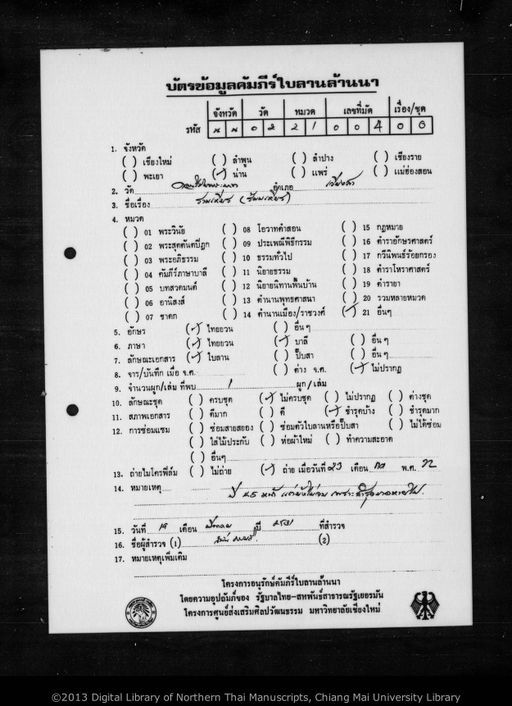 บัตรข้อมูลคัมภีร์ใบลานล้านนา
จังหวัด วัด หมวด เลขที่มัด เรื่อง/ชุด
รหัส น น 0 2 2 1 0 0 4 0 0
1. จังหวัด
( ) เชียงใหม่ ( ) ลำพูน ( ) ลำปาง ( ) เชียงราย
( ) พะเยา (✓) น่าน ( ) แพร่ ( ) แม่ฮ่องสอน
2. วัด อำเภอ
3. ชื่อเรื่อง
4. หมวด
( ) 01 พระวินัย ( ) 08 โอวาทคำสอน ( ) 15 กฎหมาย
( ) 02 พระสุตตันตปิฎก ( ) 09 ประเพณีพิธีกรรม ( ) 16 ตำรายักษรศาสตร์
( ) 03 พระอภิธรรม ( ) 10 ธรรมทั่วไป ( ) 17 กวีนิพนธ์ร้อยกรอง
( ) 04 คัมภีร์ภาษาบาลี ( ) 11 นิยายธรรม ( ) 18 ตำราโหราศาสตร์
( ) 05 บทสวดมนต์ ( ) 12 นิยายนิทานพื้นบ้าน ( ) 19 ตำรายา
( ) 06 อานิสงส์ ( ) 13 ตำนานพุทธศาสนา ( ) 20 รวมหลายหมวด
( ) 07 ชาดก ( ) 14 ตำนานเมือง/ราชวงศ์ (✓) 21 อื่นๆ
5. อักษร (✓) ไทยยวน ( ) อื่นๆ
6. ภาษา (✓) ไทยยวน (✓) บาลี ( ) อื่นๆ
7. ลักษณะเอกสาร (✓) ใบลาน ( ) ปั๊บสา ( ) อื่นๆ
8. จาร/บันทึก เมื่อ จ.ศ. ( ) ต่าง จ.ศ. (✓) ไม่ปรากฏ
9. จำนวนผูก/เล่ม ที่พบ 1 ผูก/เล่ม
10. ลักษณะชุด ( ) ครบชุด (✓) ไม่ครบชุด ( ) ไม่ปรากฏ ( ) ต่างชุด
11. สภาพเอกสาร ( ) ดีมาก ( ) ดี (✓) ชำรุดบ้าง ( ) ชำรุดมาก
12. การซ่อมแซม ( ) ซ่อมสายสยอง ( ) ซ่อมตัวใบลานหรือปั๊บสา ( ) ไม่ได้ซ่อม
( ) ใส่ไม้ประกับ ( ) ห่อผ้าใหม่ ( ) ทำความสะอาด
( ) อื่นๆ
13. ถ่ายไมโครฟิล์ม ( ) ไม่ถ่าย (✓) ถ่าย เมื่อวันที่ 23 เดือน พ.ศ.
14. หมายเหตุ
15. วันที่ 19 เดือน ปี ที่สำรวจ
16. ชื่อผู้สำรวจ (1) (2)
17. หมายเหตุเพิ่มเติม
โครงการอนุรักษ์คัมภีร์ใบลานล้านนา
โดยความอุปถัมภ์ของ รัฐบาลไทย-สหพันธ์สาธารณรัฐเยอรมัน
โครงการศูนย์ส่งเสริมศิลปวัฒนธรรม มหาวิทยาลัยเชียงใหม่
©2013 Digital Library of Northern Thai Manuscripts, Chiang Mai University Library